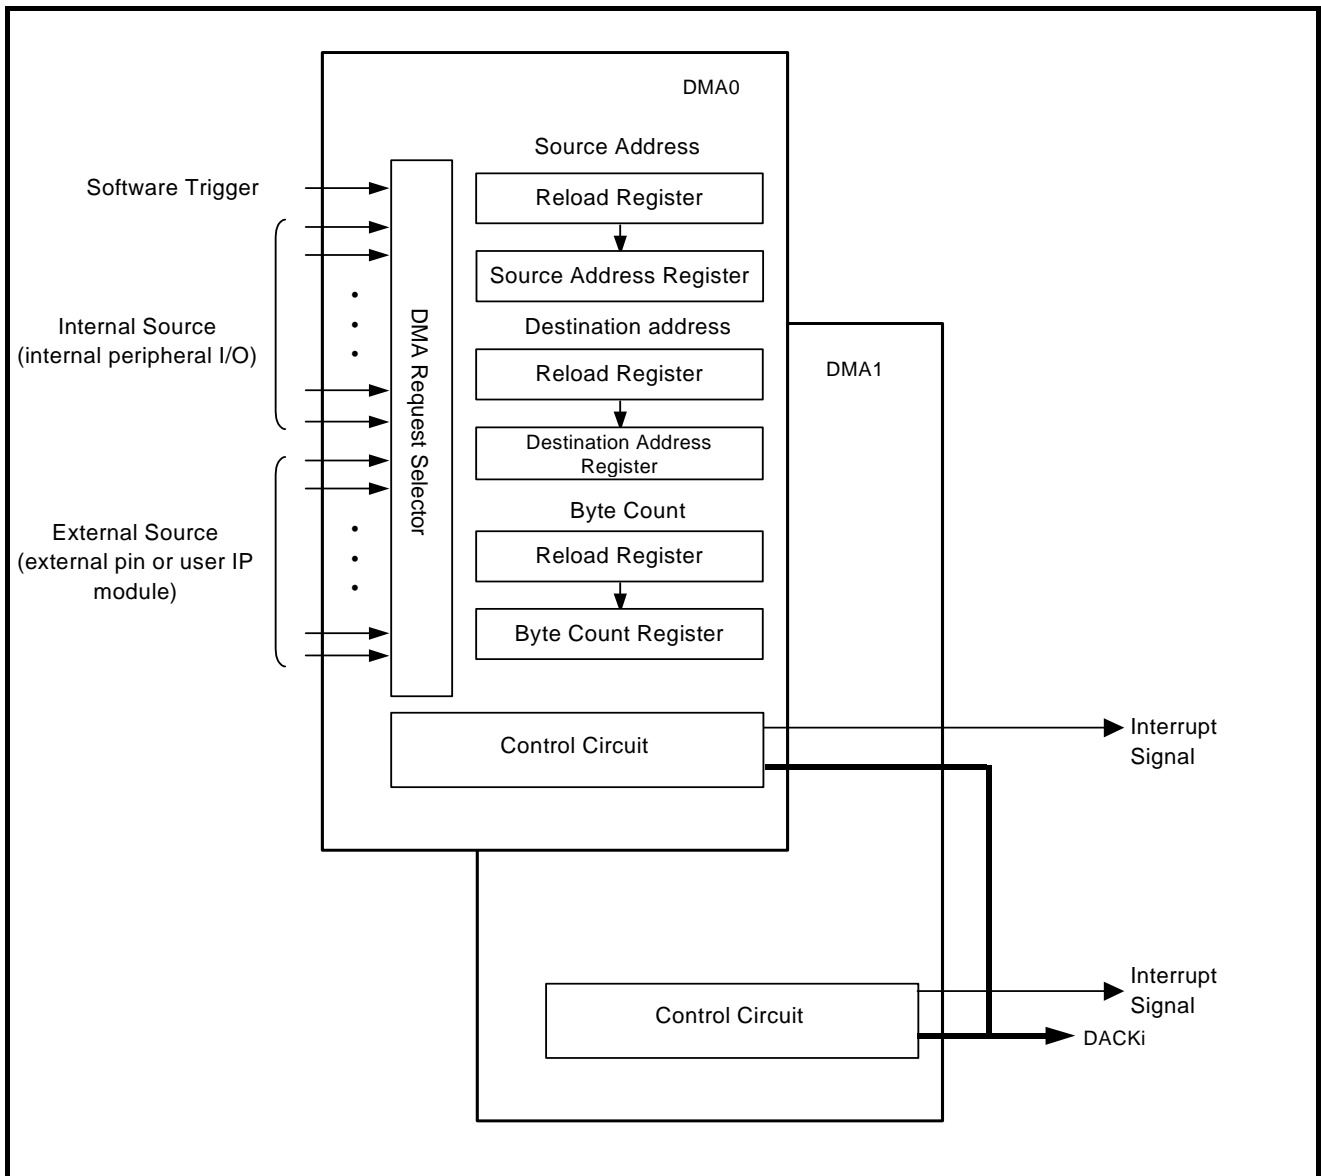 DMA0
Source Address
Software Trigger
Reload Register
Source Address Register
Internal Source
(internal peripheral I/O)
DMA Request Selector
Destination address
Reload Register
DMA1
Destination Address
Register
External Source
(external pin or user IP
module)
Byte Count
Reload Register
Byte Count Register
Control Circuit
Interrupt
Signal
Control Circuit
Interrupt
Signal
DACKi